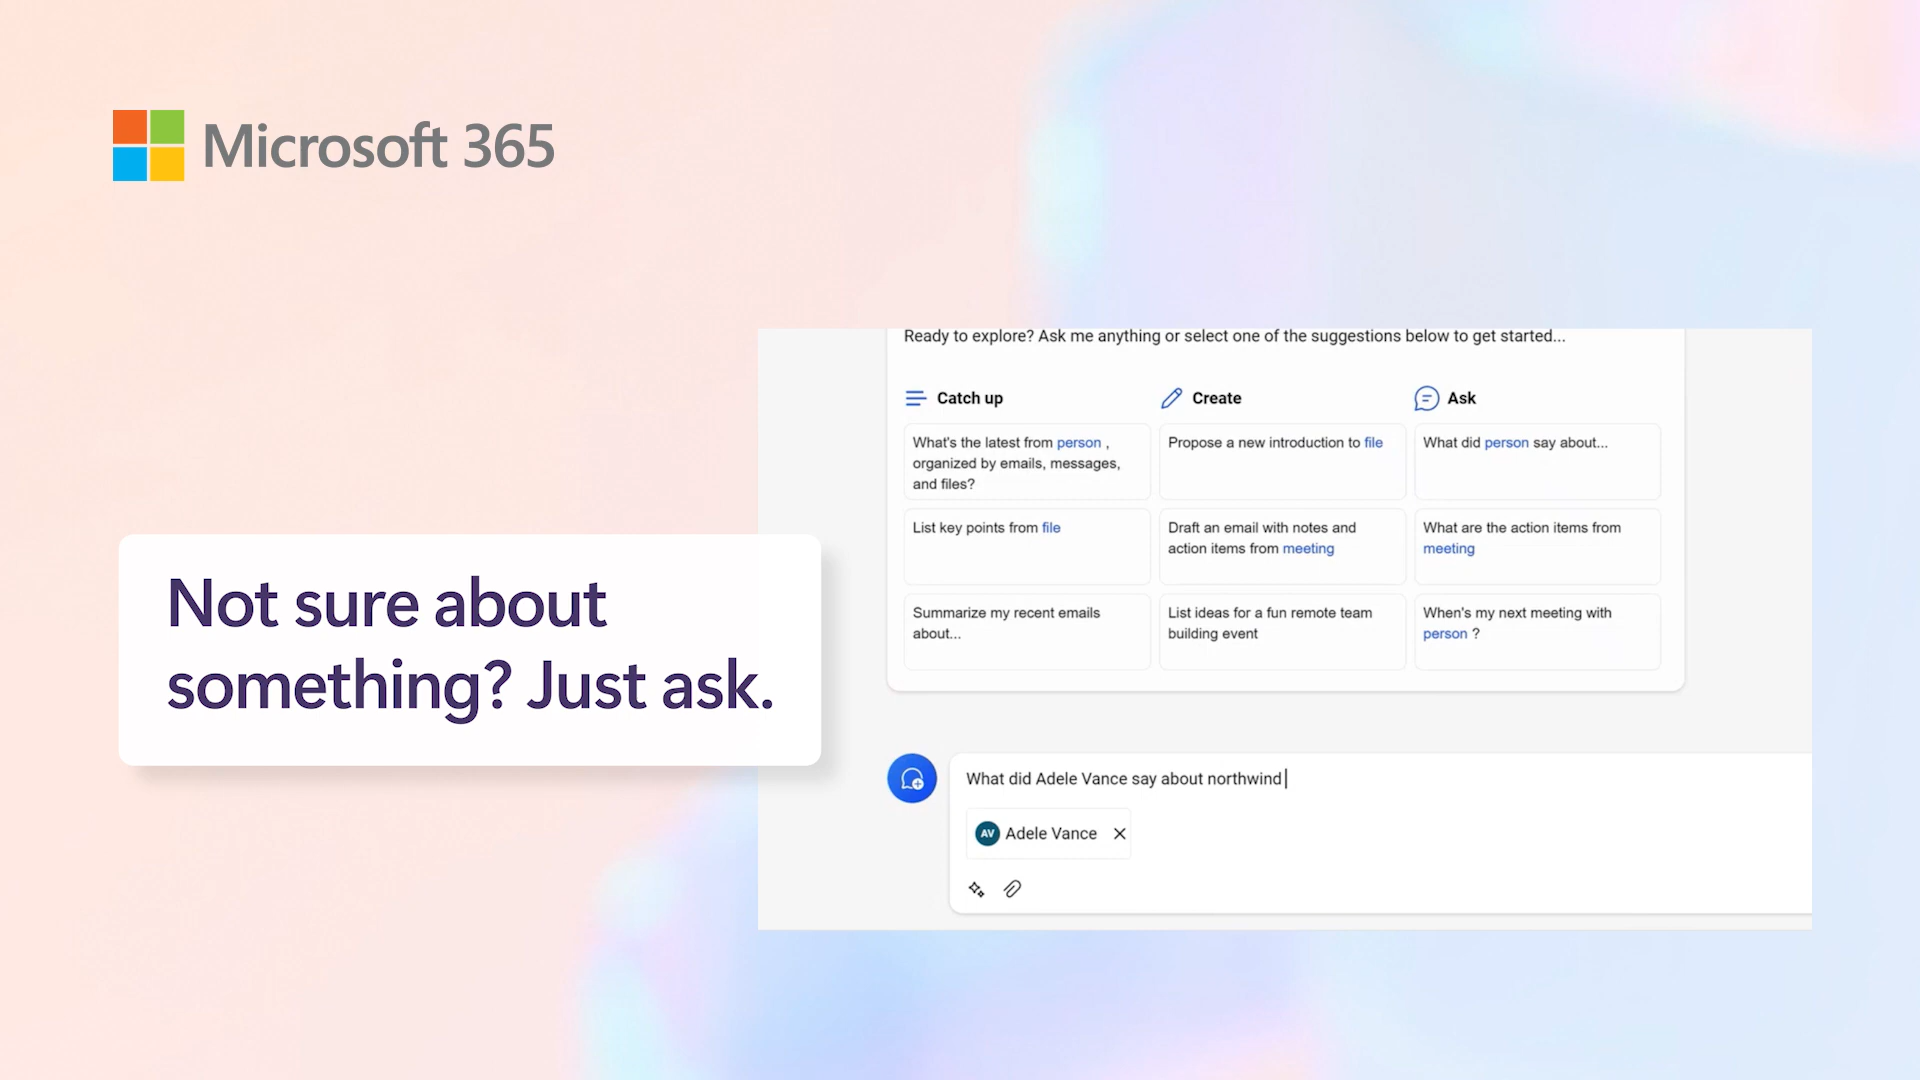 Microsoft 365
Not sure about
something? Just ask.
Ready to explore? Ask me anything or select one of the suggestions below to get started...
Catch up
What's the latest from person ,
organized by emails, messages,
and files?
List key points from file
Summarize my recent emails
about...
Create
Propose a new introduction to file
Draft an email with notes and
action items from meeting
List ideas for a fun remote team
building event
Ask
What did person say about...
What are the action items from
meeting
When's my next meeting with
person ?
What did Adele Vance say about northwind
AV Adele Vance